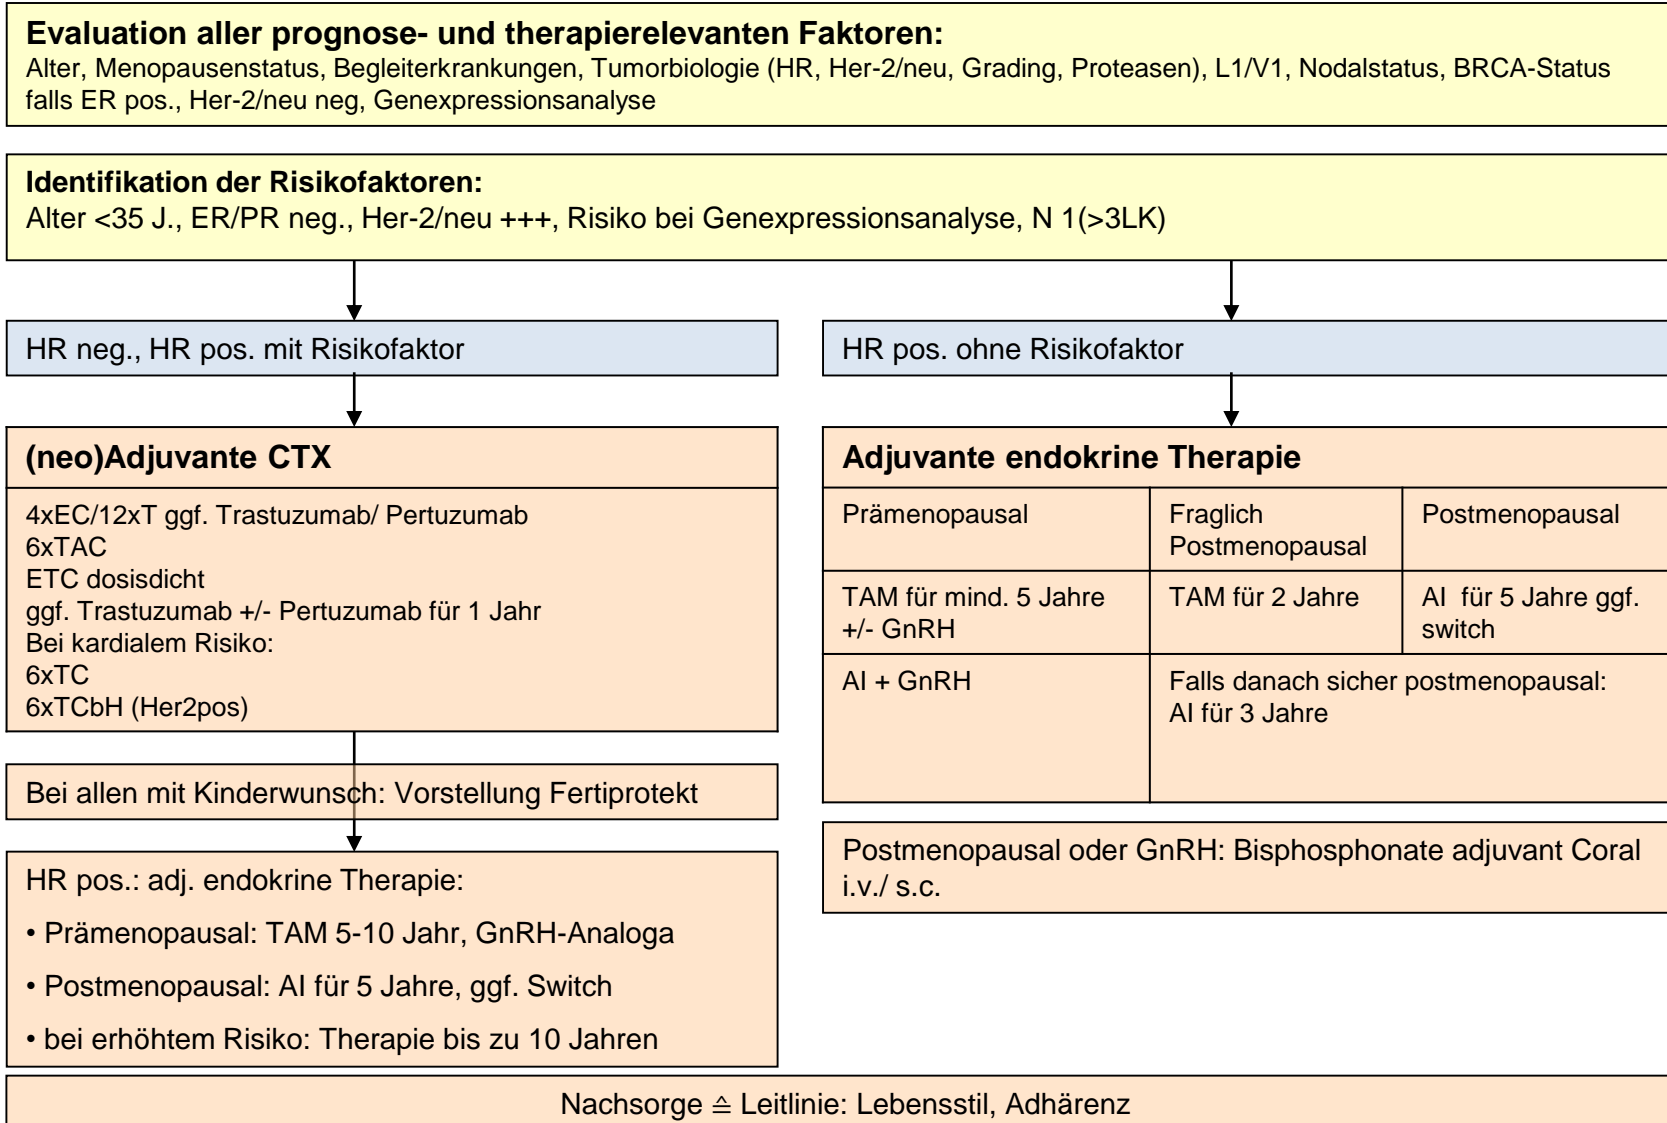 Evaluation aller prognose- und therapierelevanten Faktoren:
Alter, Menopausenstatus, Begleiterkrankungen, Tumorbiologie (HR, Her-2/neu, Grading, Proteasen), L1/V1, Nodalstatus, BRCA-Status
falls ER pos., Her-2/neu neg, Genexpressionsanalyse
Identifikation der Risikofaktoren:
Alter <35 J., ER/PR neg., Her-2/neu +++, Risiko bei Genexpressionsanalyse, N 1(>3LK)
HR neg., HR pos. mit Risikofaktor
(neo)Adjuvante CTX
4xEC/12xT ggf. Trastuzumab/ Pertuzumab
6xTAC
ETC dosisdicht
ggf. Trastuzumab +/- Pertuzumab für 1 Jahr
Bei kardialem Risiko:
6xTC
6xTCbH (Her2pos)
Bei allen mit Kinderwunsch: Vorstellung Fertiprotekt
HR pos.: adj. endokrine Therapie:
• Prämenopausal: TAM 5-10 Jahr, GnRH-Analoga
• Postmenopausal: AI für 5 Jahre, ggf. Switch
• bei erhöhtem Risiko: Therapie bis zu 10 Jahren
HR pos. ohne Risikofaktor
Adjuvante endokrine Therapie
Prämenopausal
Fraglich
Postmenopausal
Postmenopausal
TAM für mind. 5 Jahre
+/- GnRH
TAM für 2 Jahre
AI für 5 Jahre ggf.
switch
AI + GnRH
Falls danach sicher postmenopausal:
AI für 3 Jahre
Postmenopausal oder GnRH: Bisphosphonate adjuvant Coral
i.v./ s.c.
Nachsorge ≙ Leitlinie: Lebensstil, Adhärenz